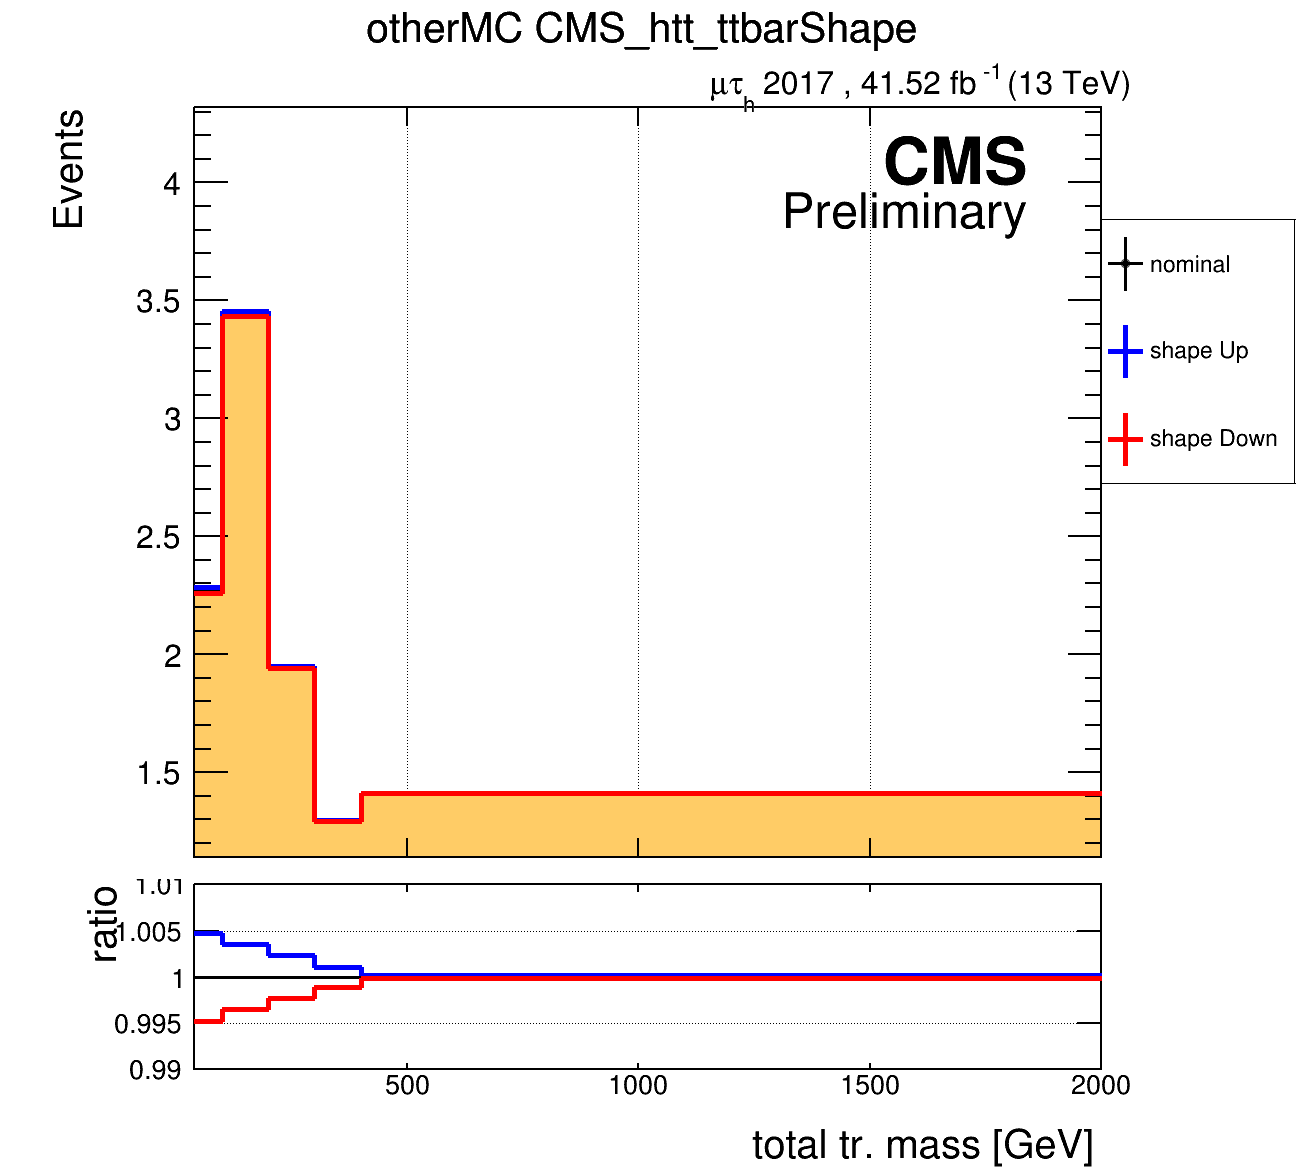 otherMC CMS_htt_ttbarShape
μτh 2017 , 41.52 fb-1 (13 TeV)
Events
CMS
Preliminary
4
3.5
3
2.5
2
1.5
nominal
shape Up
shape Down
ratio
1.01
1.005
1
0.995
0.99
500
1000
1500
2000
total tr. mass [GeV]